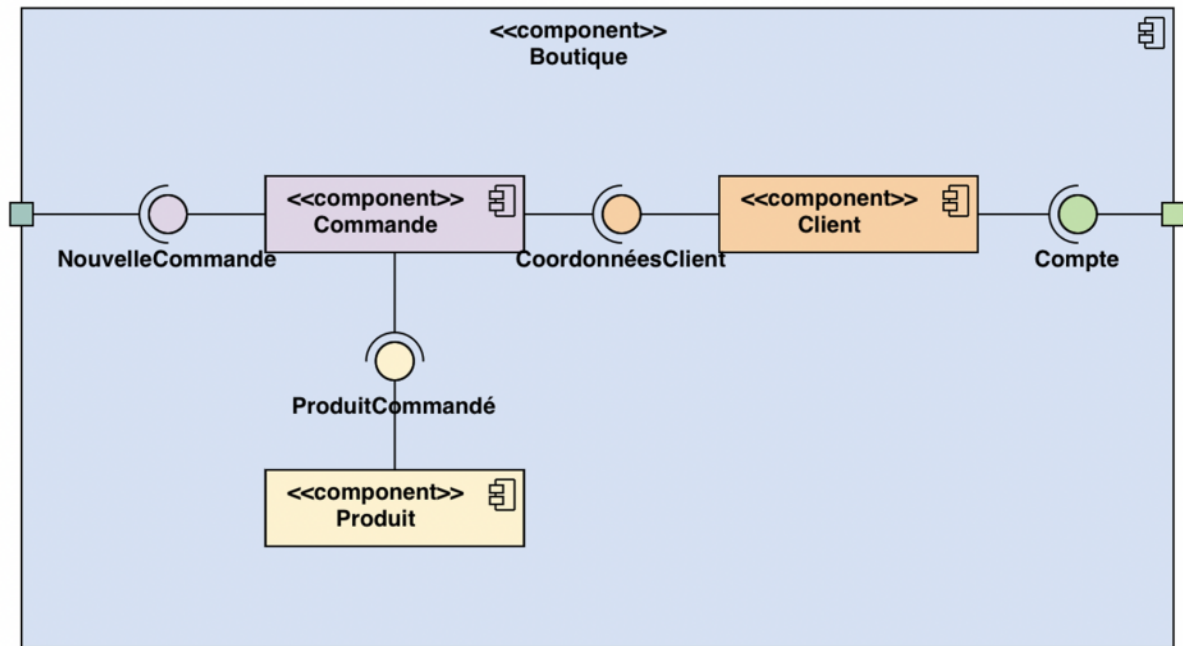 <<component>>
Boutique
<<component>>
Commande
<<component>>
Client
NouvelleCommande
CoordonnéesClient
Compte
ProduitCommandé
<<component>>
Produit